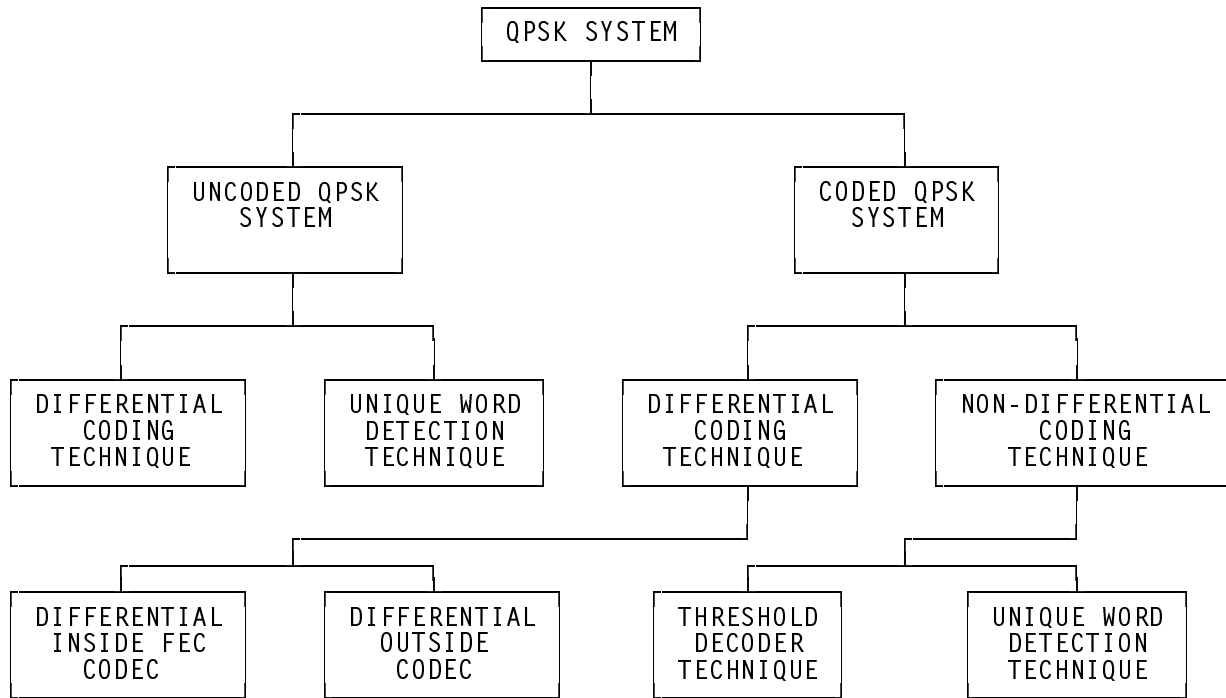 QPSK SYSTEM
UNCODED QPSK
SYSTEM
CODED QPSK
SYSTEM
DIFFERENTIAL
CODING
TECHNIQUE
UNIQUE WORD
DETECTION
TECHNIQUE
DIFFERENTIAL
CODING
TECHNIQUE
NON-DIFFERENTIAL
CODING
TECHNIQUE
DIFFERENTIAL
INSIDE FEC
CODEC
DIFFERENTIAL
OUTSIDE
CODEC
THRESHOLD
DECODER
TECHNIQUE
UNIQUE WORD
DETECTION
TECHNIQUE